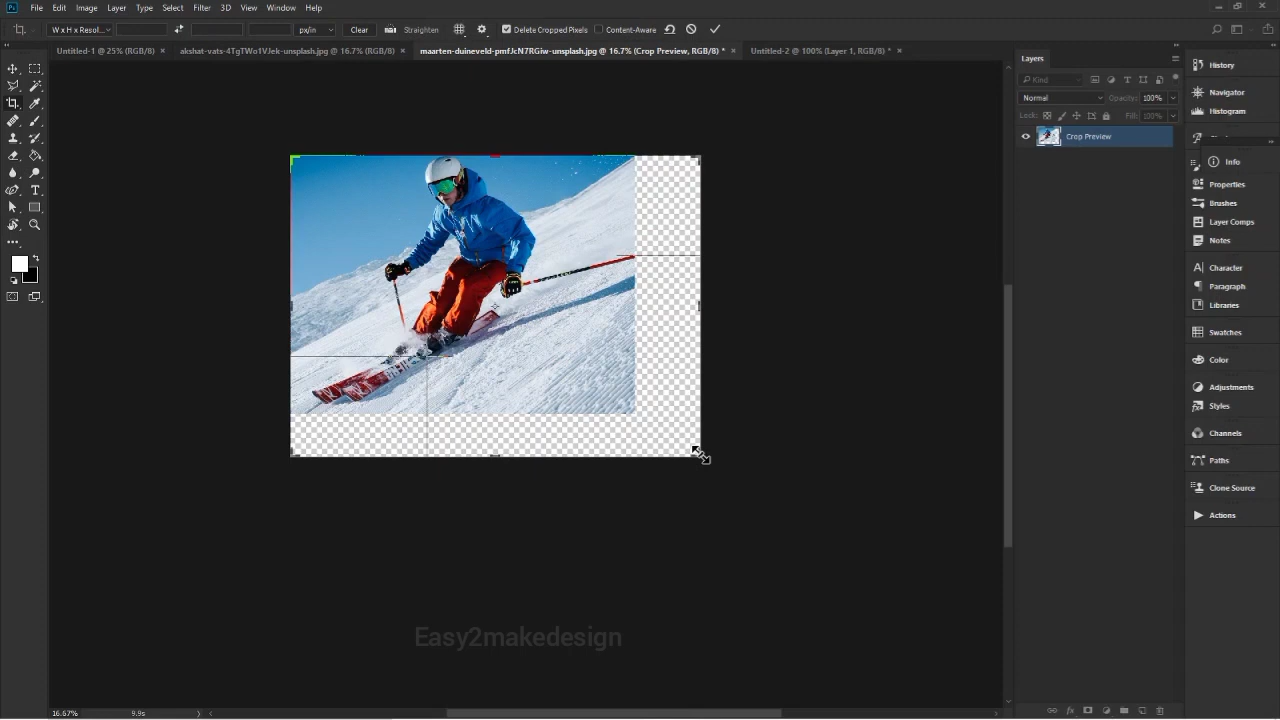 Ps File Edit Image Layer Type Select Filter 3D View Window Help
W x H x Resol... px/in Clear Straighten Delete Cropped Pixels Content-Aware
Untitled-1 @ 25% (RGB/8) × akshat-vats-4TgTWo1VJek-unsplash.jpg @ 16.7% (RGB/8) × maarten-duineveld-pmfJcN7RGiw-unsplash.jpg @ 16.7% (Crop Preview, RGB/8) * × Untitled-2 @ 100% (Layer 1, RGB/8) * ×
Layers
Kind
Normal Opacity: 100%
Lock: Fill: 100%
Crop Preview
History
Navigator
Histogram
Info
Properties
Brushes
Layer Comps
Notes
Character
Paragraph
Libraries
Swatches
Color
Adjustments
Styles
Channels
Paths
Clone Source
Actions
Easy2makedesign
16.67% 9.9s